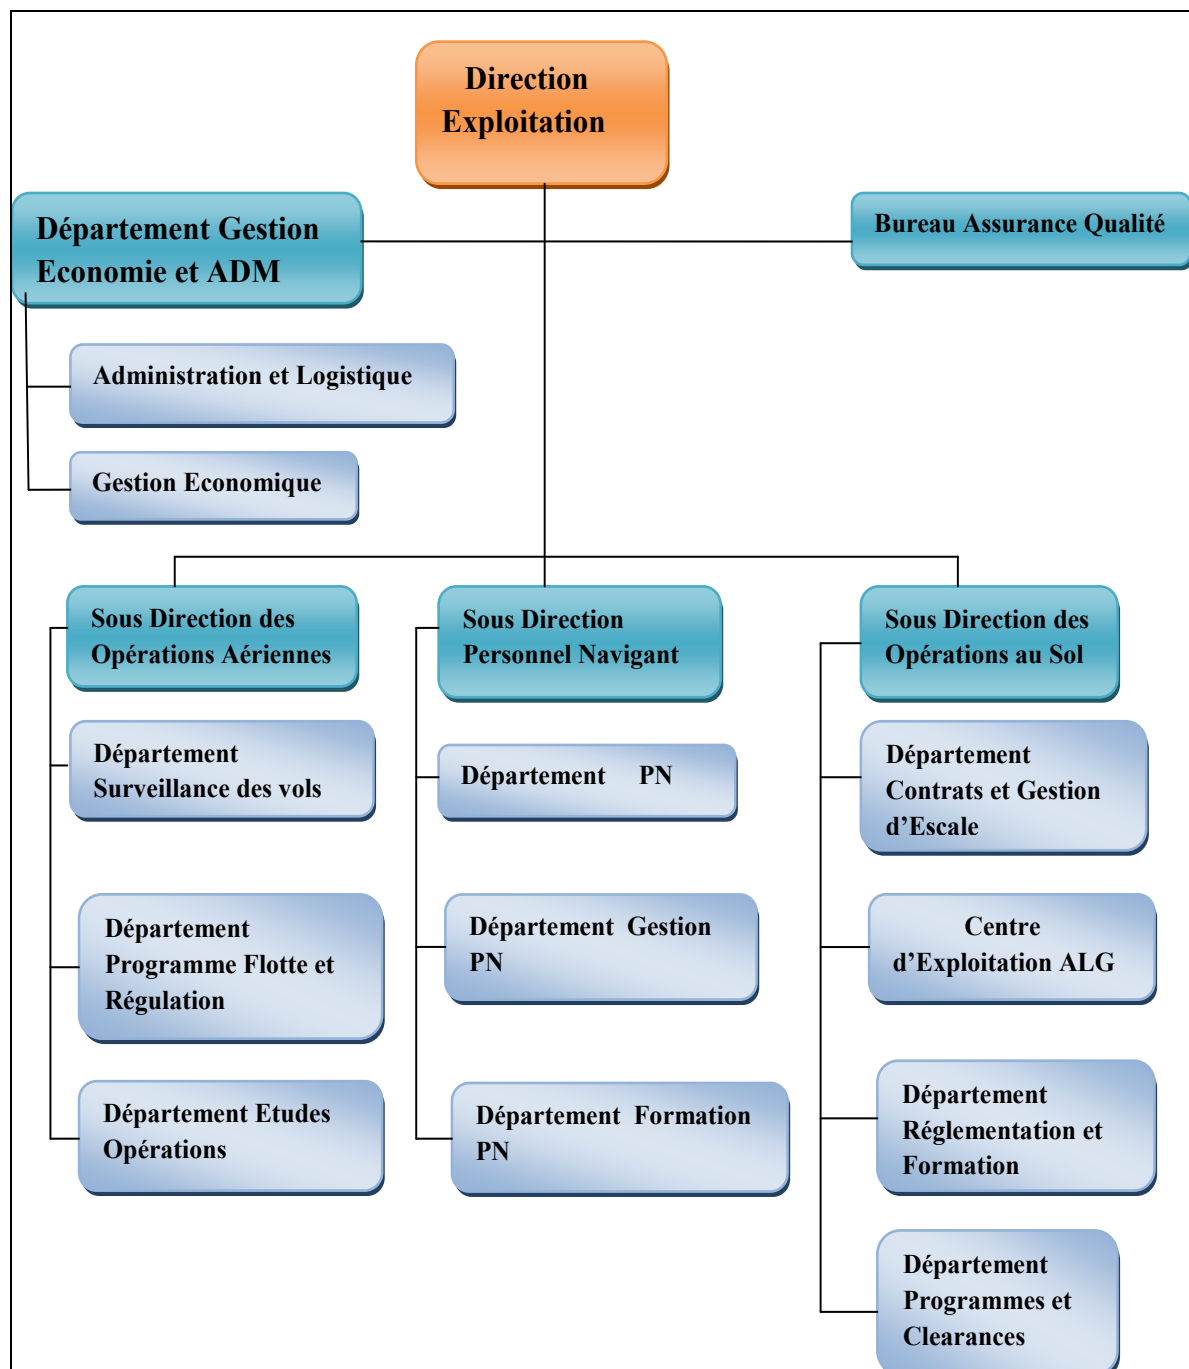 Direction
Exploitation
Département Gestion
Economie et ADM
Bureau Assurance Qualité
Administration et Logistique
Gestion Economique
Sous Direction des
Opérations Aériennes
Département
Surveillance des vols
Département
Programme Flotte et
Régulation
Département Etudes
Opérations
Sous Direction
Personnel Navigant
Département PN
Département Gestion
PN
Département Formation
PN
Sous Direction des
Opérations au Sol
Département
Contrats et Gestion
d’Escale
Centre
d’Exploitation ALG
Département
Réglementation et
Formation
Département
Programmes et
Clearances